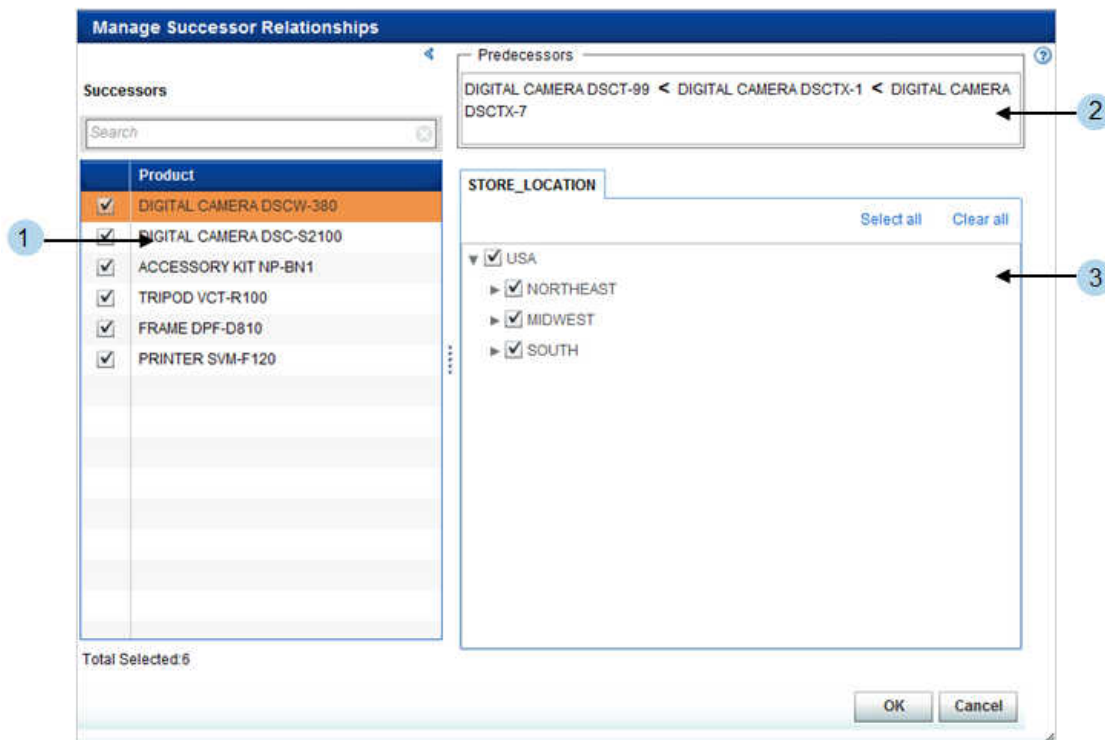 Manage Successor Relationships
Successors
Search
Product
DIGITAL CAMERA DSCW-380
DIGITAL CAMERA DSC-S2100
ACCESSORY KIT NP-BN1
TRIPOD VCT-R100
FRAME DPF-D810
PRINTER SVM-F120
Total Selected:6
Predecessors
?
DIGITAL CAMERA DSCT-99 < DIGITAL CAMERA DSCTX-1 < DIGITAL CAMERA
DSCTX-7
STORE_LOCATION
Select all Clear all
USA
NORTHEAST
MIDWEST
SOUTH
OK Cancel
1
2
3